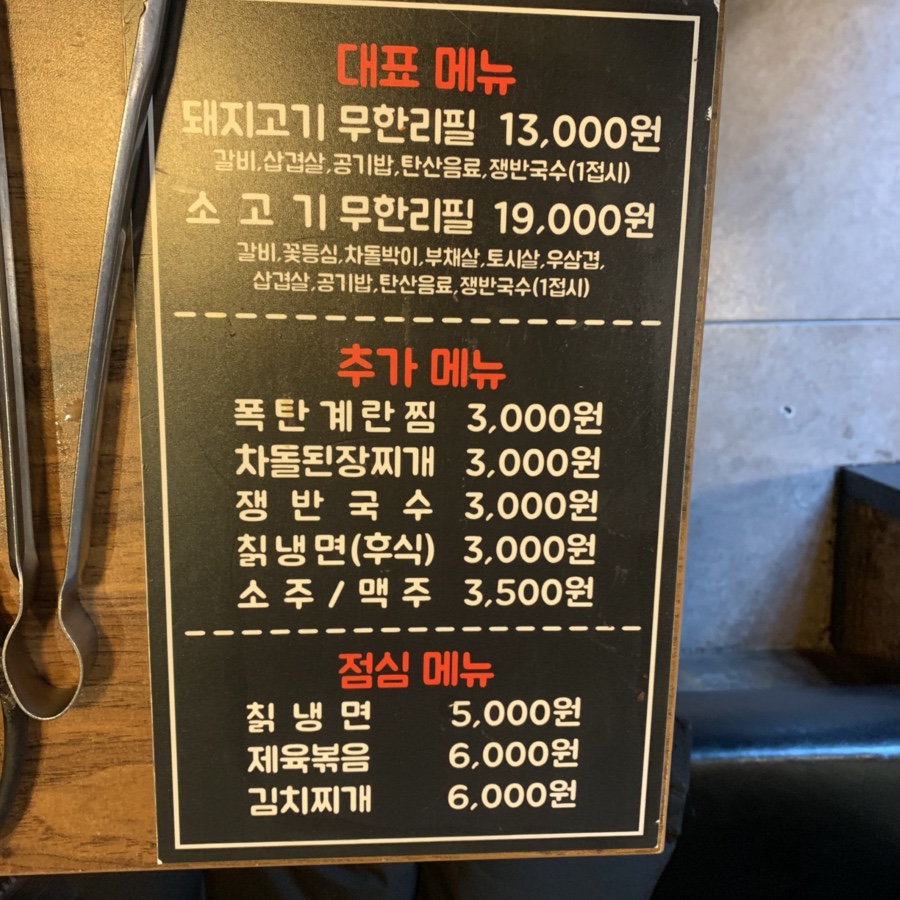 대표 메뉴
돼지고기 무한리필 13,000원
갈비,삽겹살,공기밥,탄산음료,쟁반국수(1접시)
소 고 기 무한리필 19,000원
갈비,꽃등심,차돌박이,부채살,토시살,우삼겹,
삽겹살,공기밥,탄산음료,쟁반국수(1접시)
추가 메뉴
폭탄계란찜 3,000원
차돌된장찌개 3,000원
쟁 반 국 수 3,000원
칡냉면(후식) 3,000원
소 주 / 맥 주 3,500원
점심 메뉴
칡 냉 면 5,000원
제육볶음 6,000원
김치찌개 6,000원